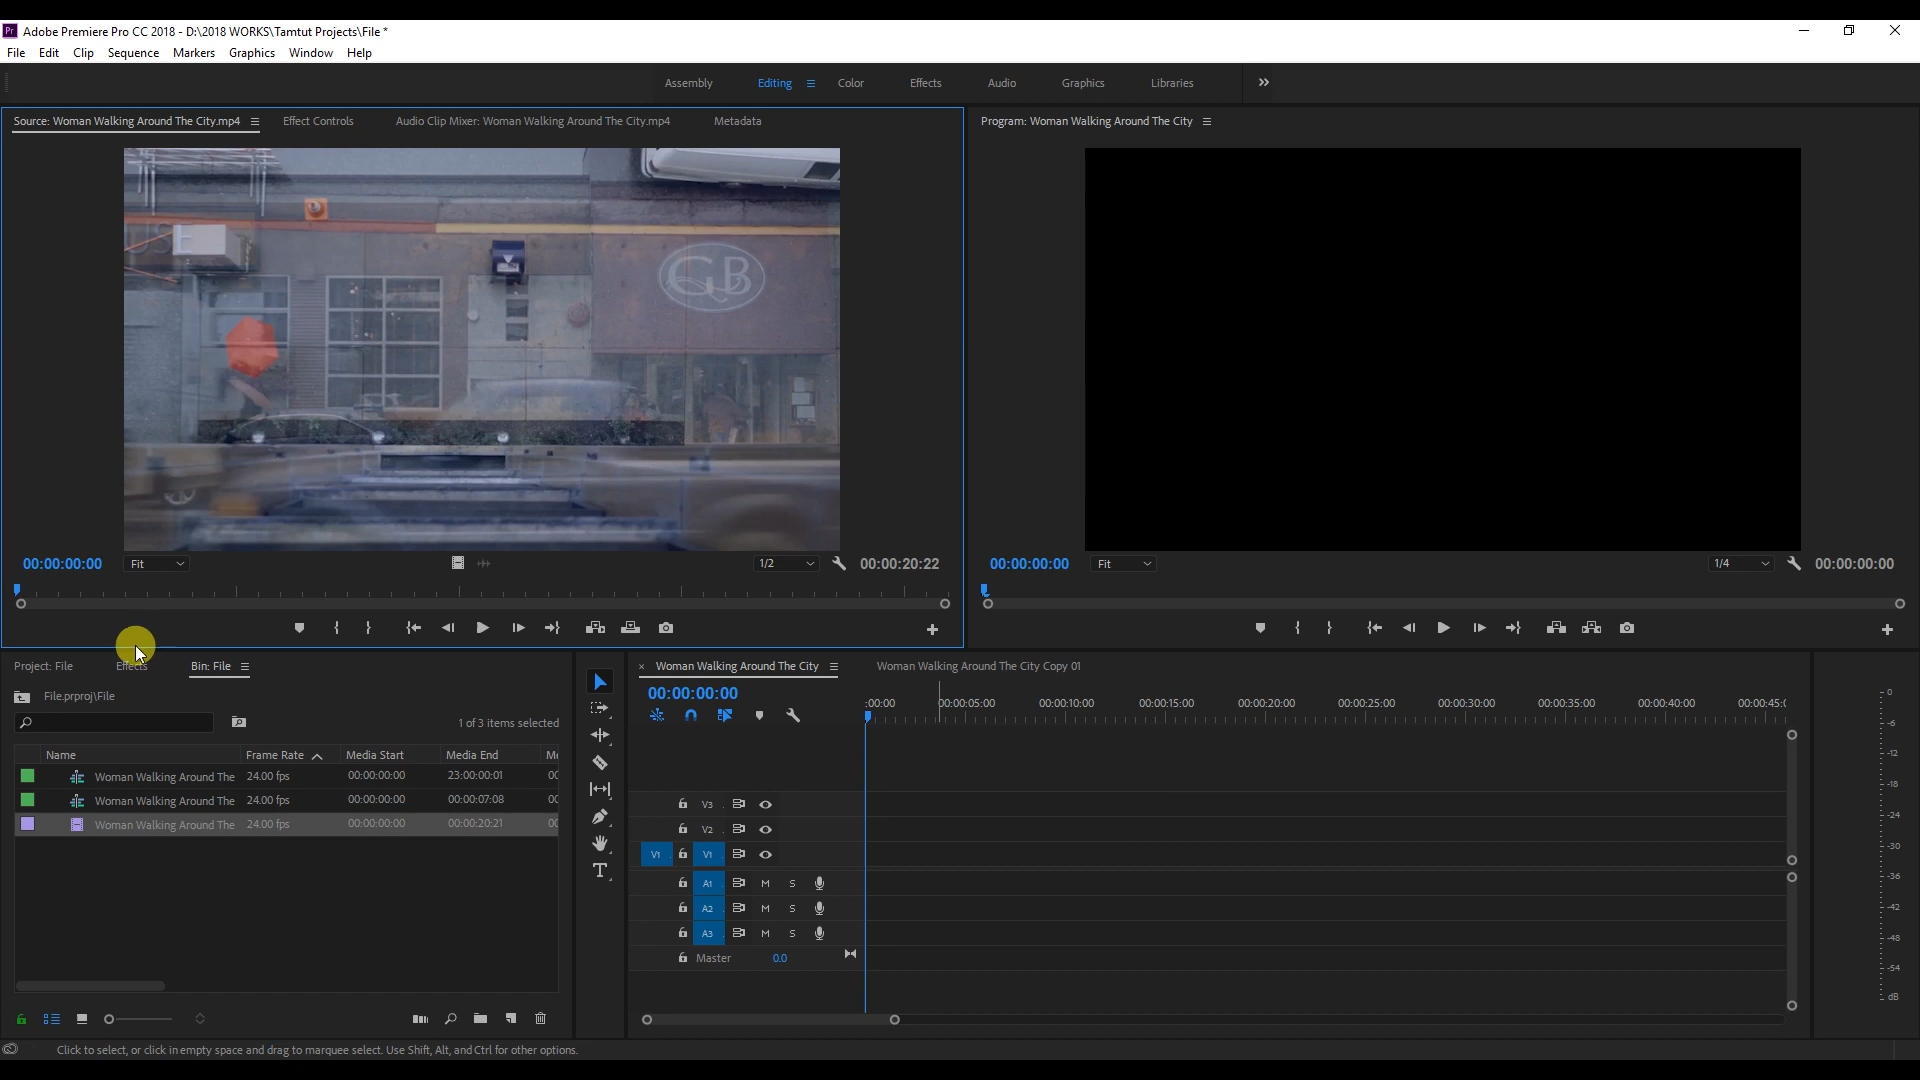 Pr Adobe Premiere Pro CC 2018 - D:\2018 WORKS\Tamtut Projects\File *
File Edit Clip Sequence Markers Graphics Window Help
Assembly Editing Color Effects Audio Graphics Libraries
Source: Woman Walking Around The City.mp4 Effect Controls Audio Clip Mixer: Woman Walking Around The City.mp4 Metadata
Program: Woman Walking Around The City
GB
00:00:00:00 Fit 1/2 00:00:20:22
00:00:00:00 Fit 1/4 00:00:00:00
Project: File Effects Bin: File
File.prproj\File
1 of 3 items selected
Name Frame Rate Media Start Media End
Woman Walking Around The 24.00 fps 00:00:00:00 23:00:00:01 00
Woman Walking Around The 24.00 fps 00:00:00:00 00:00:07:08 00
Woman Walking Around The 24.00 fps 00:00:00:00 00:00:20:21 00
Woman Walking Around The City Woman Walking Around The City Copy 01
00:00:00:00
:00:00 00:00:05:00 00:00:10:00 00:00:15:00 00:00:20:00 00:00:25:00 00:00:30:00 00:00:35:00 00:00:40:00 00:00:45:0
V3
V2
V1 V1
A1 M S
A2 M S
A3 M S
Master 0.0
0
-6
-12
-18
-24
-30
-36
-42
-48
-54
dB
Click to select, or click in empty space and drag to marquee select. Use Shift, Alt, and Ctrl for other options.